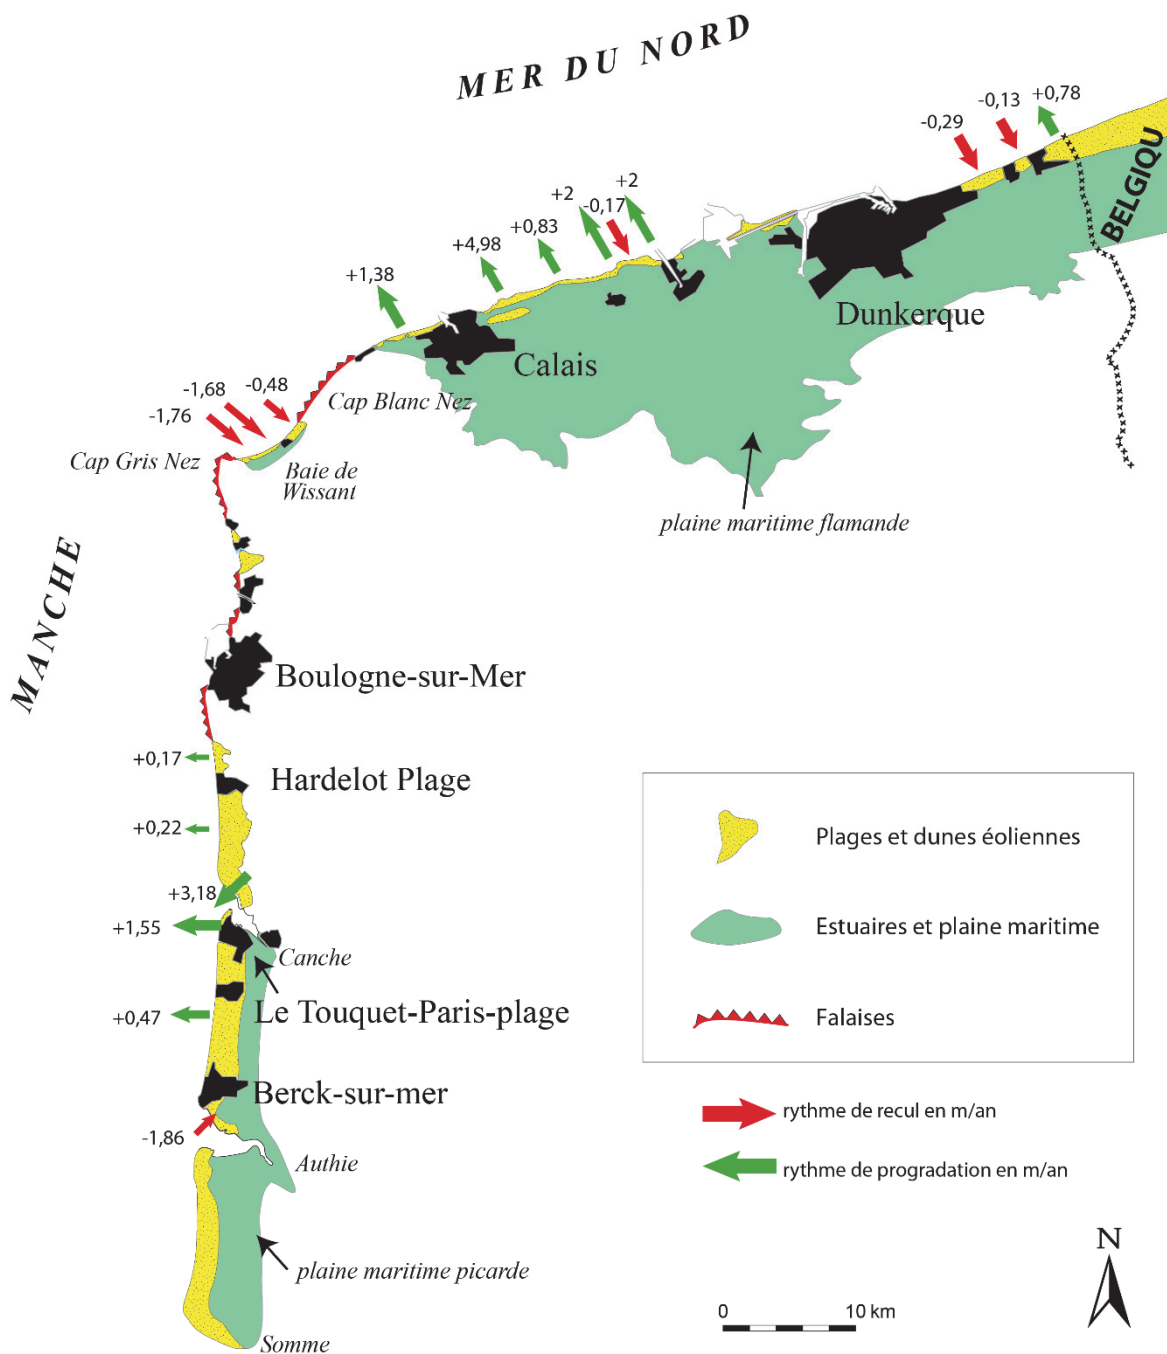 MER DU NORD
-0,29
-0,13
+0,78
BELGIQU
+2
+2
-0,17
+0,83
+4,98
+1,38
Dunkerque
Calais
-0,48
-1,68
-1,76
Cap Blanc Nez
Cap Gris Nez
Baie de
Wissant
plaine maritime flamande
MANCHE
Boulogne-sur-Mer
+0,17
Hardelot Plage
+0,22
+3,18
+1,55
Canche
Le Touquet-Paris-plage
+0,47
Berck-sur-mer
-1,86
Authie
plaine maritime picarde
Somme
Plages et dunes éoliennes
Estuaires et plaine maritime
Falaises
rythme de recul en m/an
rythme de progradation en m/an
N
0 10 km